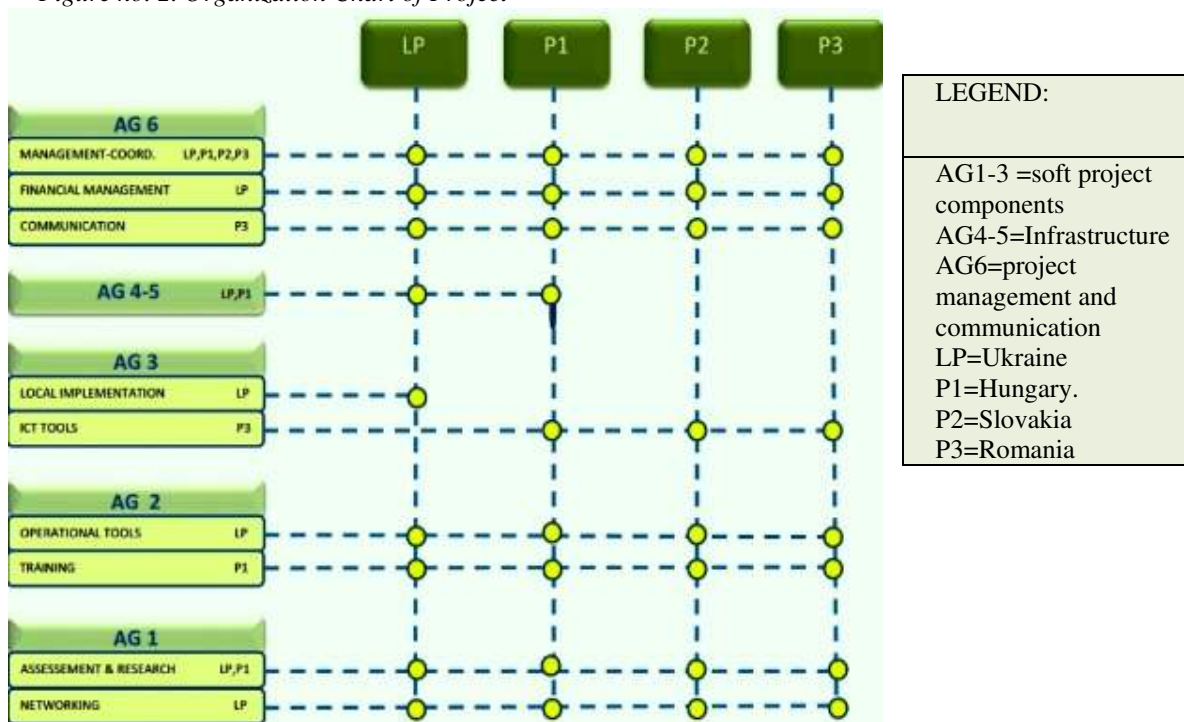 Figure no. 2. Organization Chart of Project
LP P1 P2 P3
AG 6
MANAGEMENT-COORD. LP,P1,P2,P3
FINANCIAL MANAGEMENT LP
COMMUNICATION P3
AG 4-5 LP,P1
AG 3
LOCAL IMPLEMENTATION LP
ICT TOOLS P3
AG 2
OPERATIONAL TOOLS LP
TRAINING P1
AG 1
ASSESSEMENT & RESEARCH LP,P1
NETWORKING LP
LEGEND:
AG1-3 =soft project
components
AG4-5=Infrastructure
AG6=project
management and
communication
LP=Ukraine
P1=Hungary.
P2=Slovakia
P3=Romania